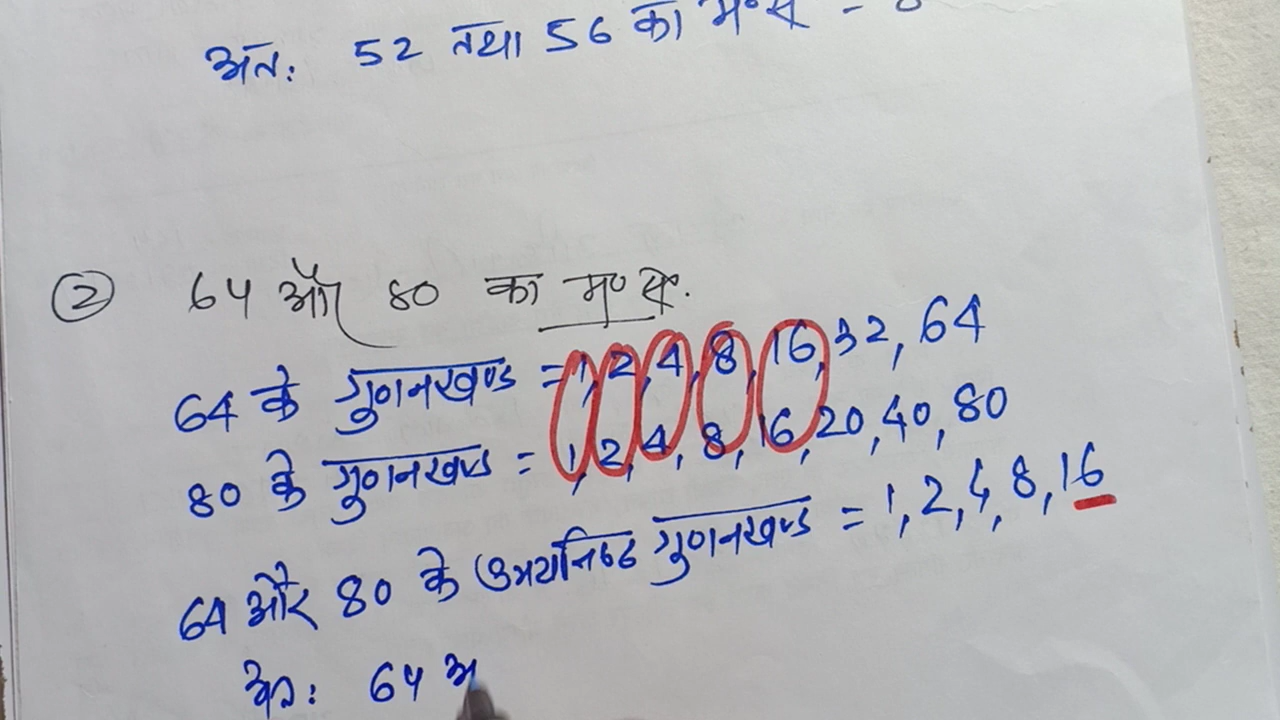 अतः 52 तथा 56 का म०स
② 64 और 80 का म० स.
64 के गुणनखण्ड = 1, 2, 4, 8, 16, 32, 64
80 के गुणनखण्ड = 1, 2, 4, 8, 16, 20, 40, 80
64 और 80 के उभयनिष्ठ गुणनखण्ड = 1, 2, 4, 8, 16
अतः 64 अ